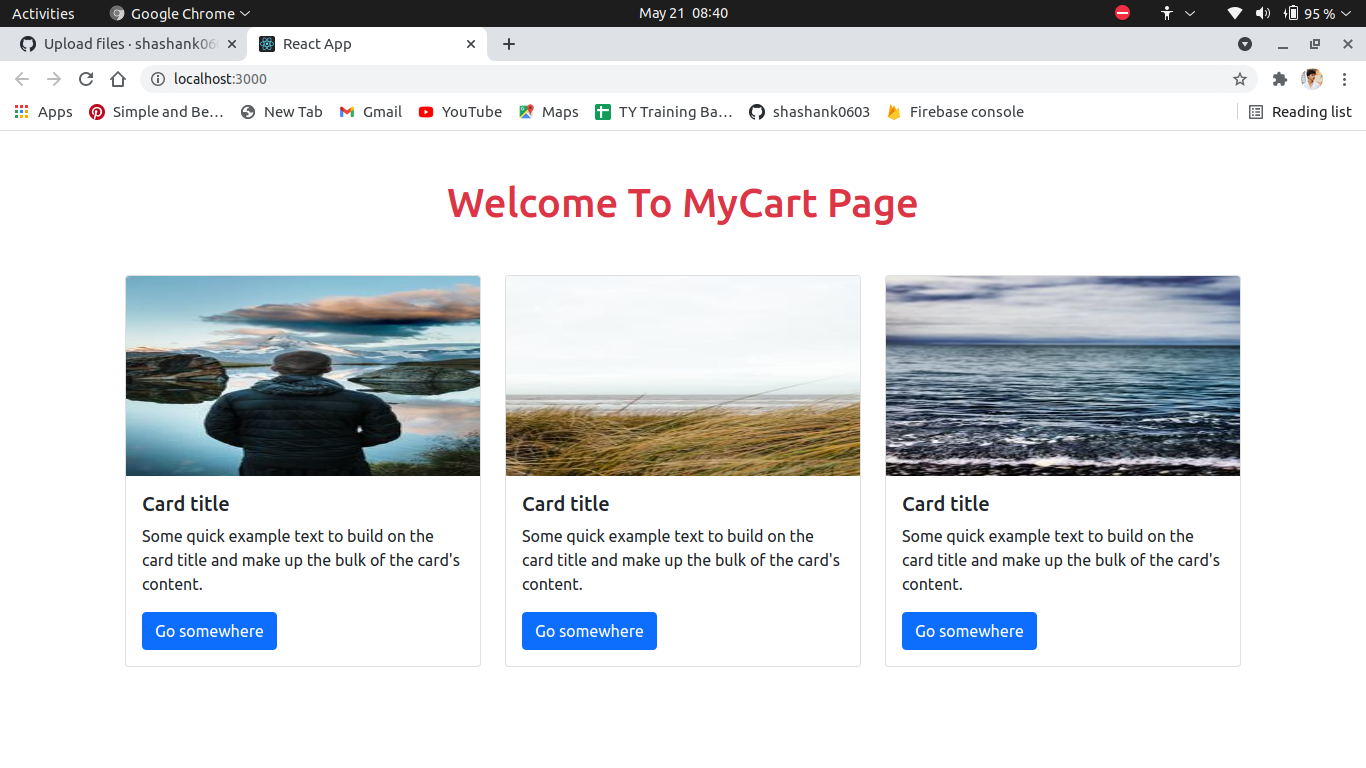 Activities Google Chrome May 21 08:40 95 %
Upload files · shashank06 React App
localhost:3000
Apps Simple and Be… New Tab Gmail YouTube Maps TY Training Ba… shashank0603 Firebase console Reading list
Welcome To MyCart Page
Card title
Some quick example text to build on the
card title and make up the bulk of the card's
content.
Go somewhere
Card title
Some quick example text to build on the
card title and make up the bulk of the card's
content.
Go somewhere
Card title
Some quick example text to build on the
card title and make up the bulk of the card's
content.
Go somewhere